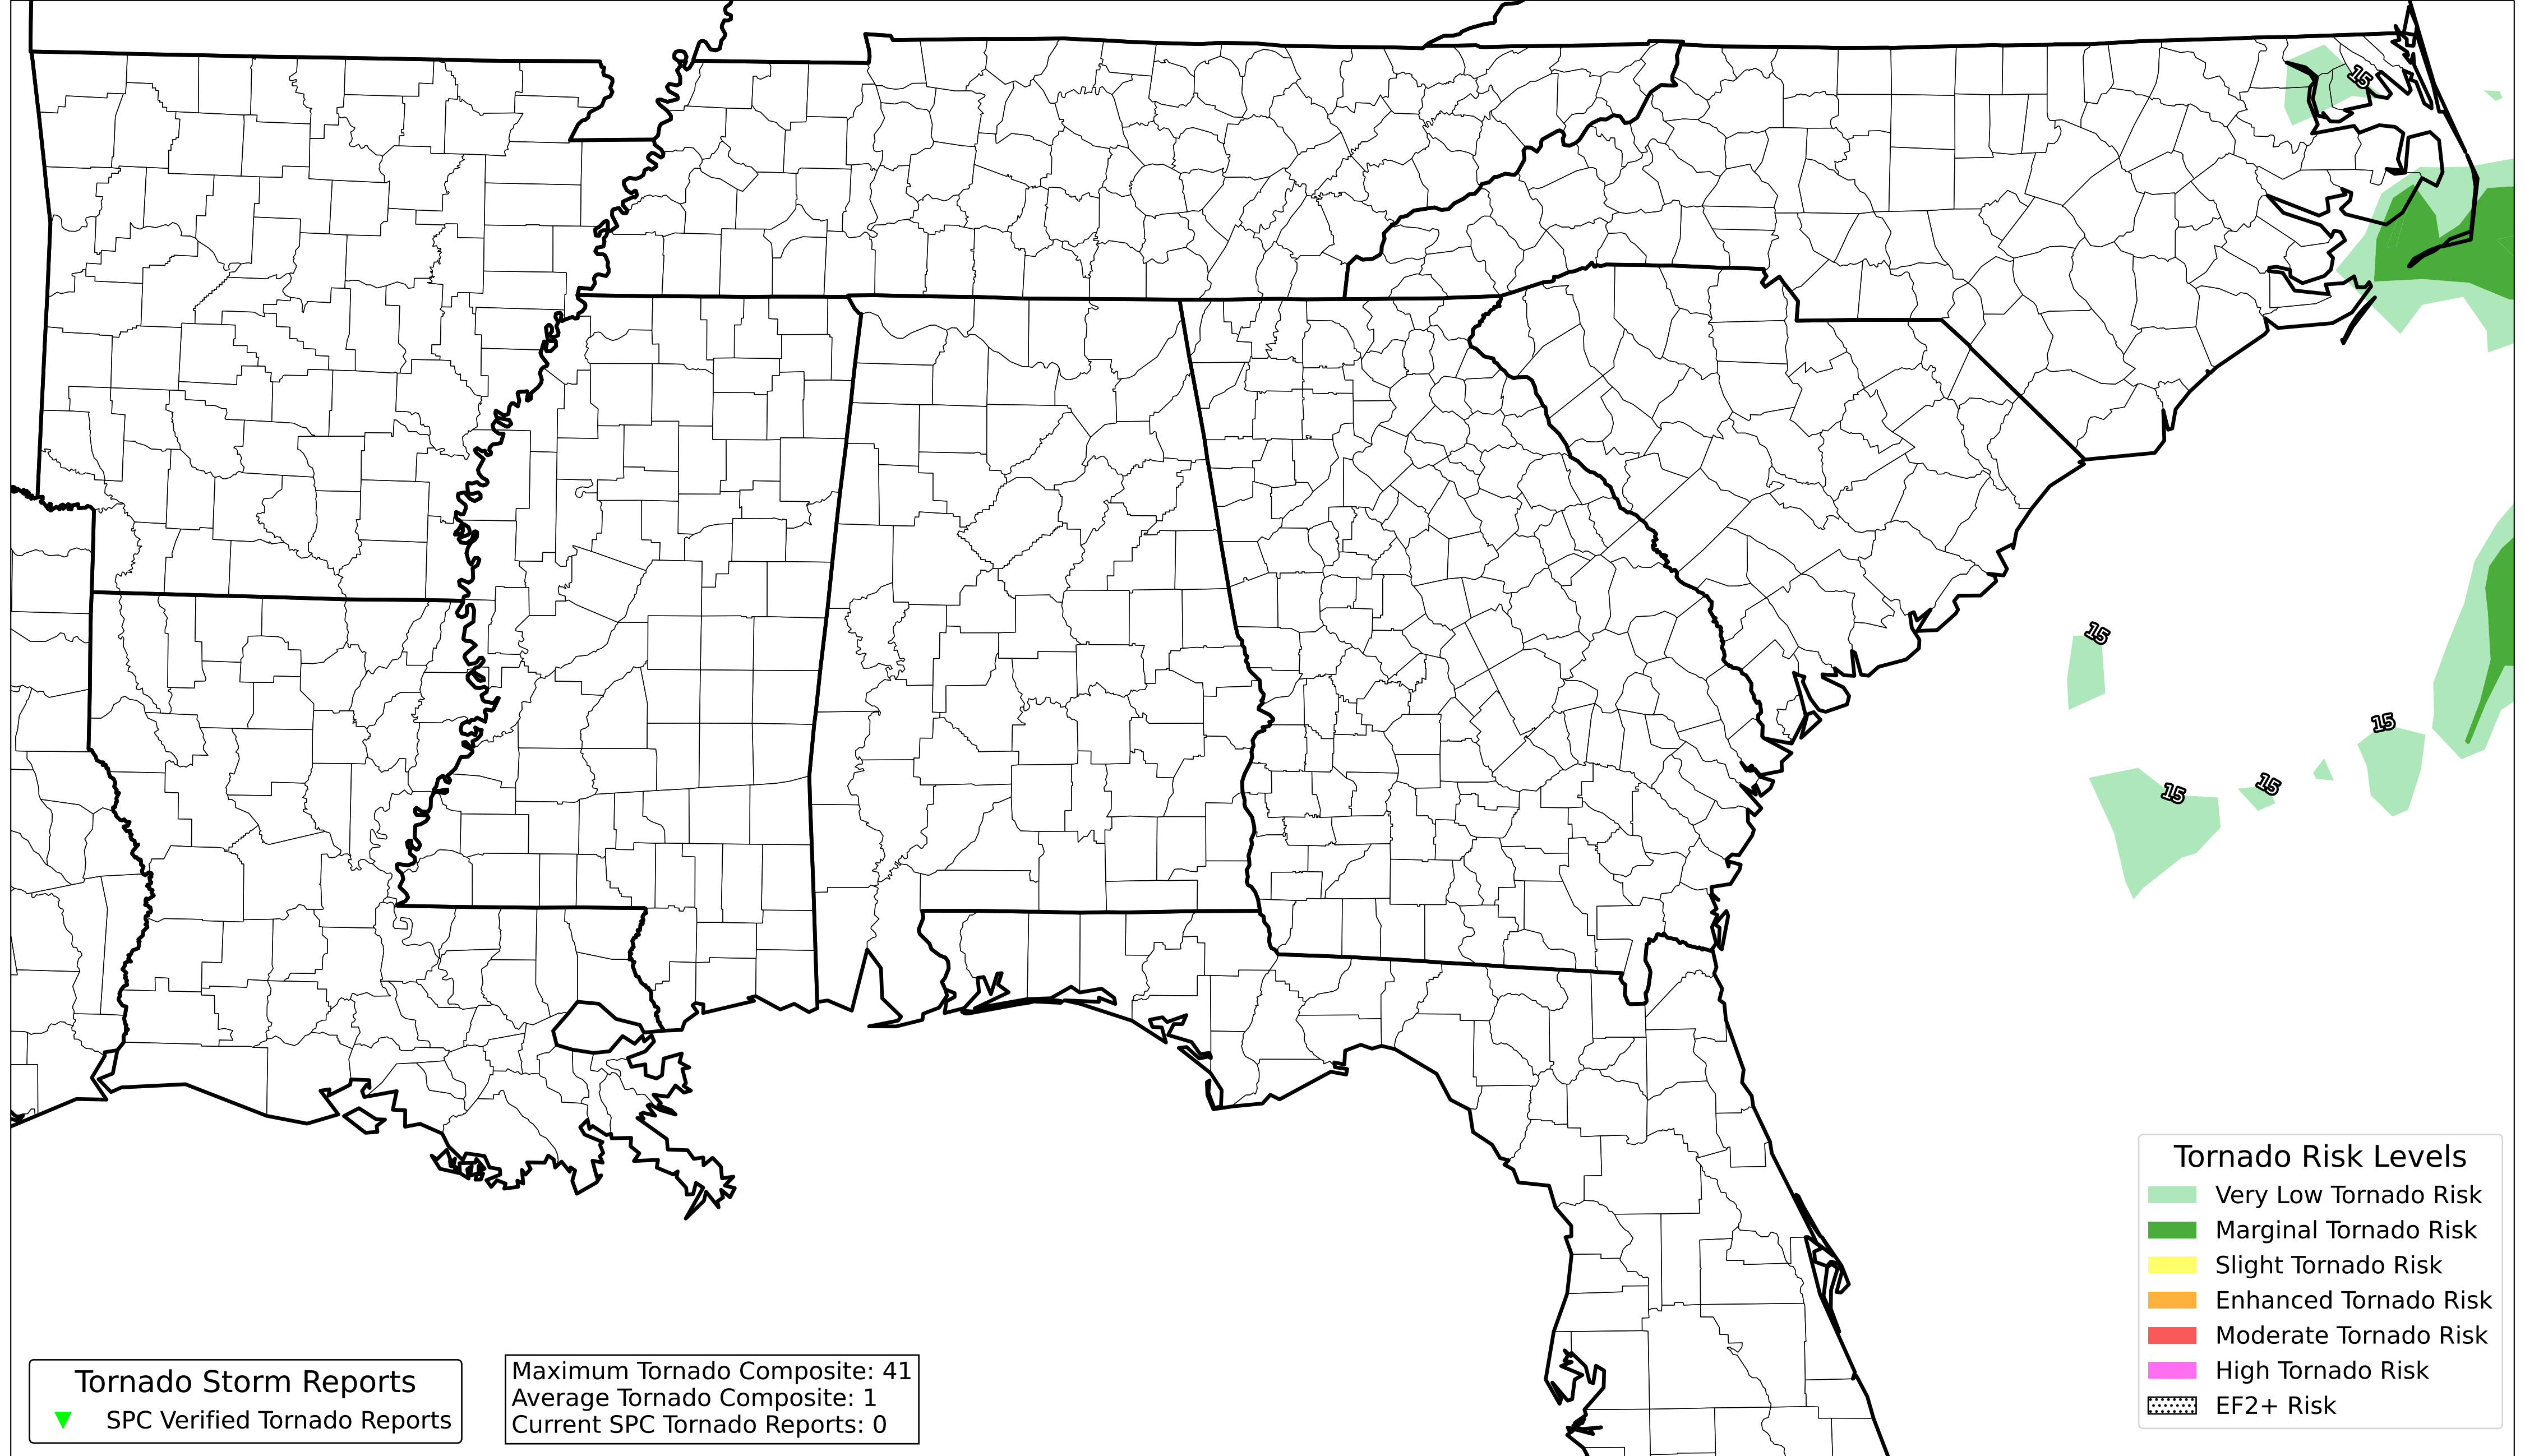 15
15
15
15
15
Tornado Risk Levels
Very Low Tornado Risk
Marginal Tornado Risk
Slight Tornado Risk
Enhanced Tornado Risk
Moderate Tornado Risk
High Tornado Risk
EF2+ Risk
Tornado Storm Reports
SPC Verified Tornado Reports
Maximum Tornado Composite: 41
Average Tornado Composite: 1
Current SPC Tornado Reports: 0